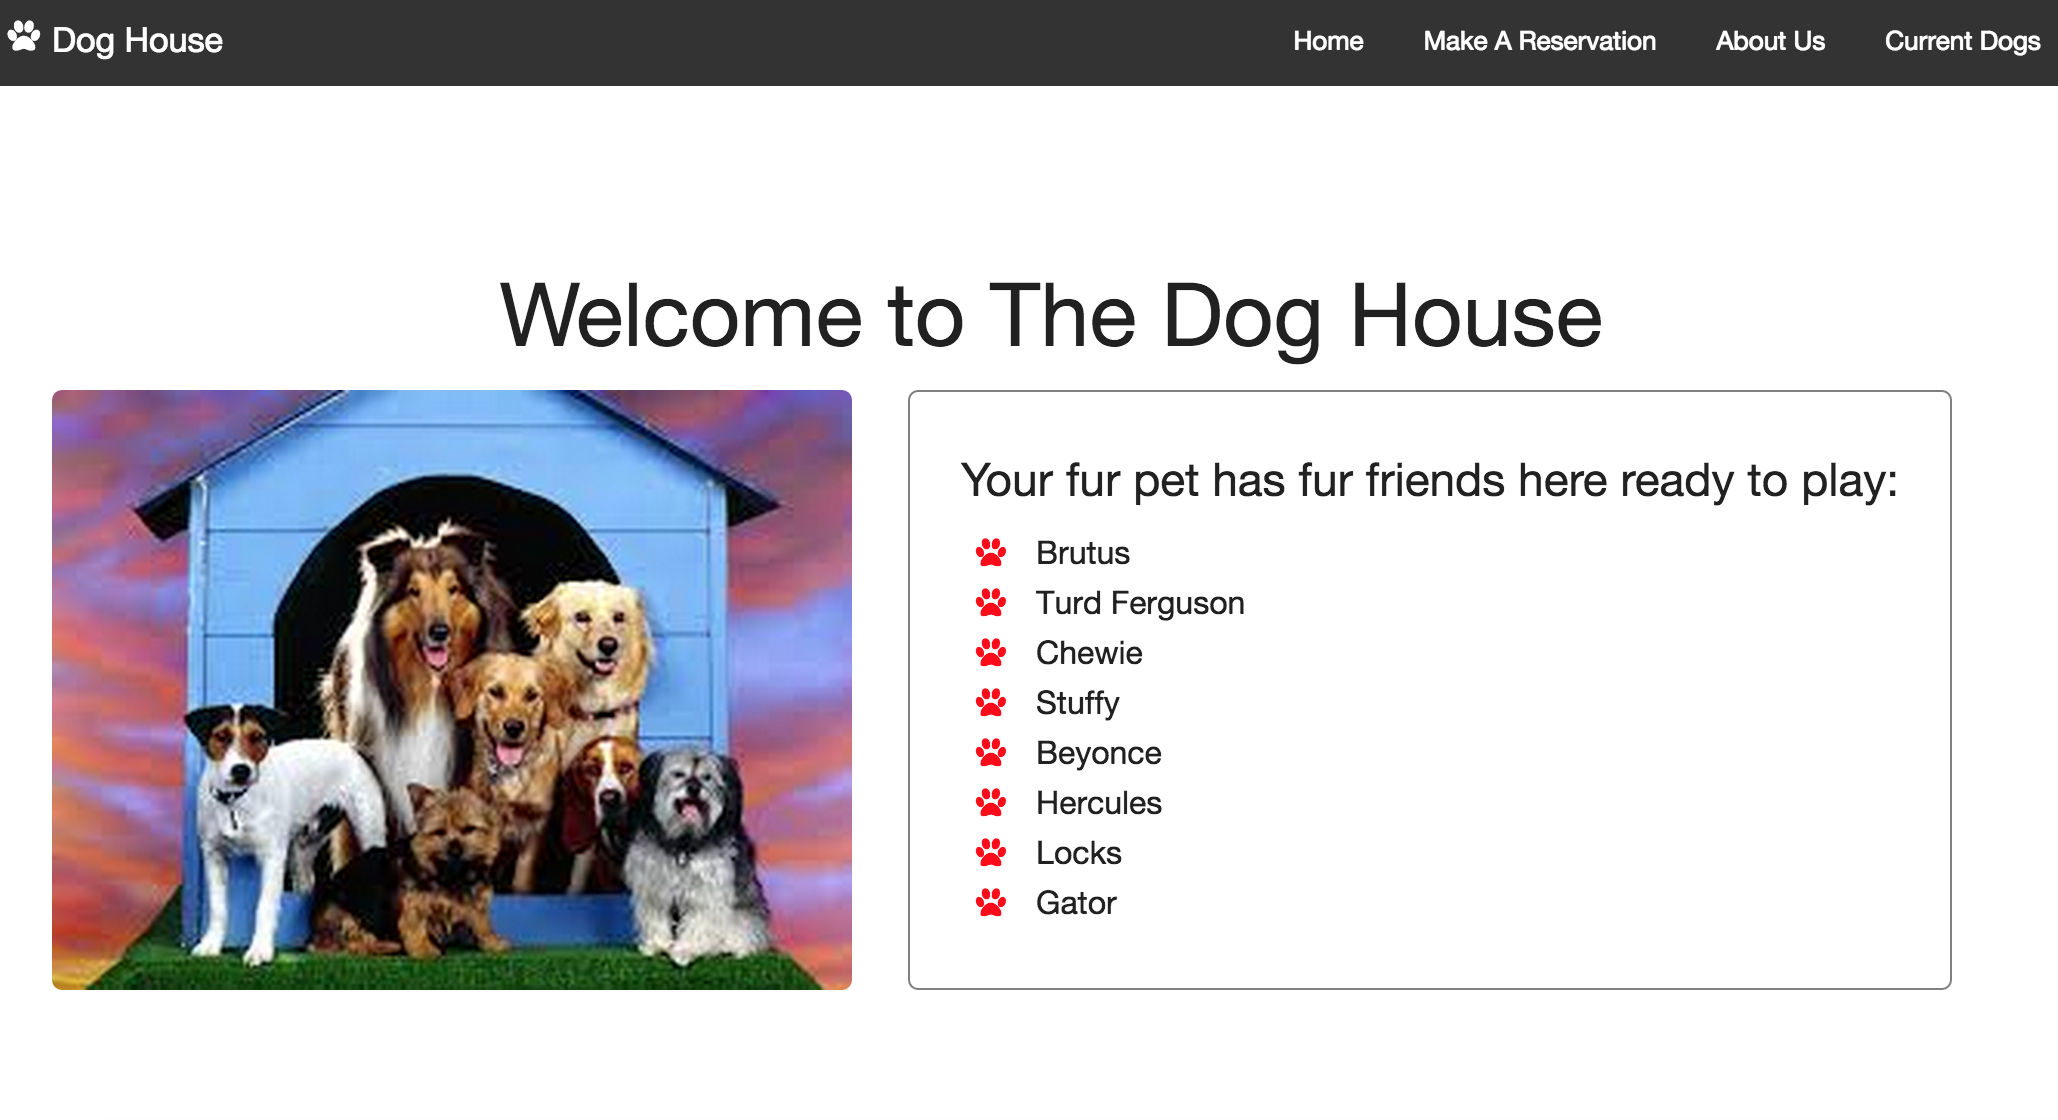 Dog House
Home Make A Reservation About Us Current Dogs
Welcome to The Dog House
Your fur pet has fur friends here ready to play:
Brutus
Turd Ferguson
Chewie
Stuffy
Beyonce
Hercules
Locks
Gator